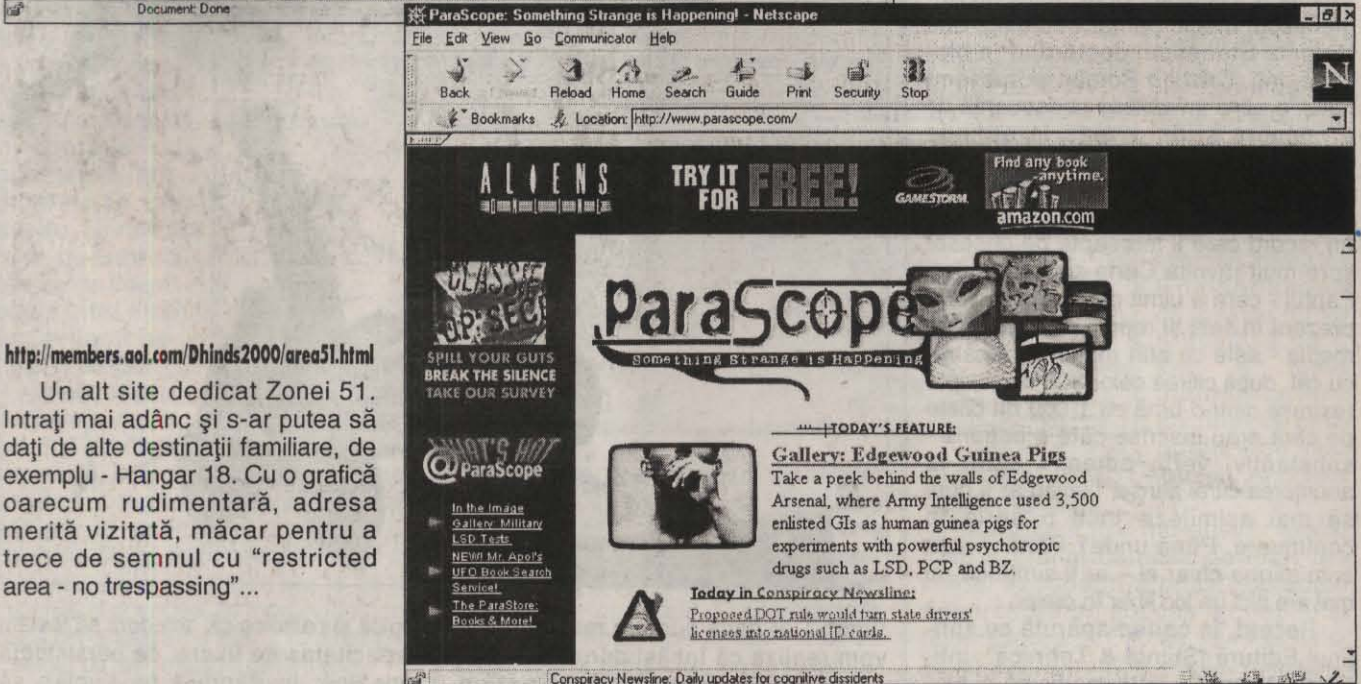 Document: Done
http://members.aol.com/Dhinds2000/area51.html
Un alt site dedicat Zonei 51.
Intraţi mai adânc şi s-ar putea să
daţi de alte destinaţii familiare, de
exemplu - Hangar 18. Cu o grafică
oarecum rudimentară, adresa
merită vizitată, măcar pentru a
trece de semnul cu "restricted
area - no trespassing"...
ParaScope: Something Strange is Happening! - Netscape
File Edit View Go Communicator Help
Back Reload Home Search Guide Print Security Stop
N
Bookmarks Location: http://www.parascope.com/
ALIENS
ONLINE
TRY IT
FOR FREE!
GAMESTORM
Find any book
-anytime.
amazon.com
SPILL YOUR GUTS
BREAK THE SILENCE
TAKE OUR SURVEY
WHAT'S HOT
@ParaScope
In the Image
Gallery: Military
LSD Tests
NEW! Mr. Apol's
UFO Book Search
Service!
The ParaStore:
Books & More!
ParaScope
Something Strange is Happening
TODAY'S FEATURE:
Gallery: Edgewood Guinea Pigs
Take a peek behind the walls of Edgewood
Arsenal, where Army Intelligence used 3,500
enlisted GIs as human guinea pigs for
experiments with powerful psychotropic
drugs such as LSD, PCP and BZ.
Today in Conspiracy Newsline:
Proposed DOT rule would turn state drivers'
licenses into national ID cards.
Conspiracy Newsline: Daily updates for cognitive dissidents